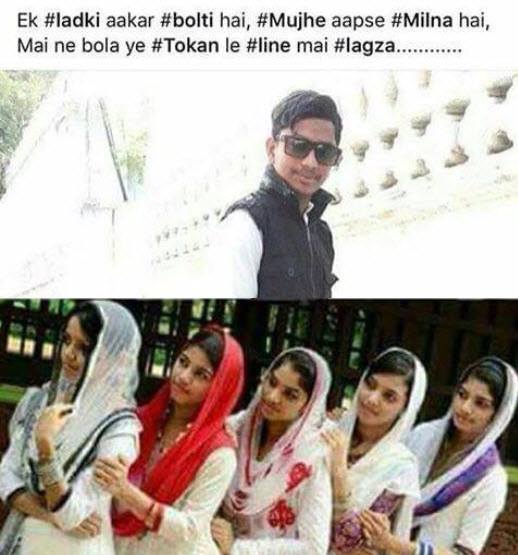 Ek #ladki aakar #bolti hai, #Mujhe aapse #Milna hai,
Mai ne bola ye #Tokan le #line mai #lagza............